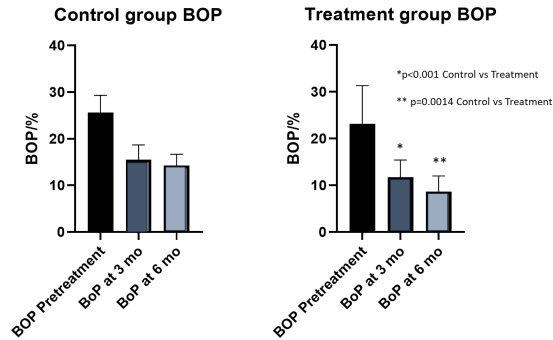 Control group BOP
BOP/%
40
30
20
10
0
BOP Pretreatment
BoP at 3 mo
BoP at 6 mo
Treatment group BOP
BOP/%
40
30
20
10
0
*p<0.001 Control vs Treatment
** p=0.0014 Control vs Treatment
*
**
BOP Pretreatment
BoP at 3 mo
BoP at 6 mo